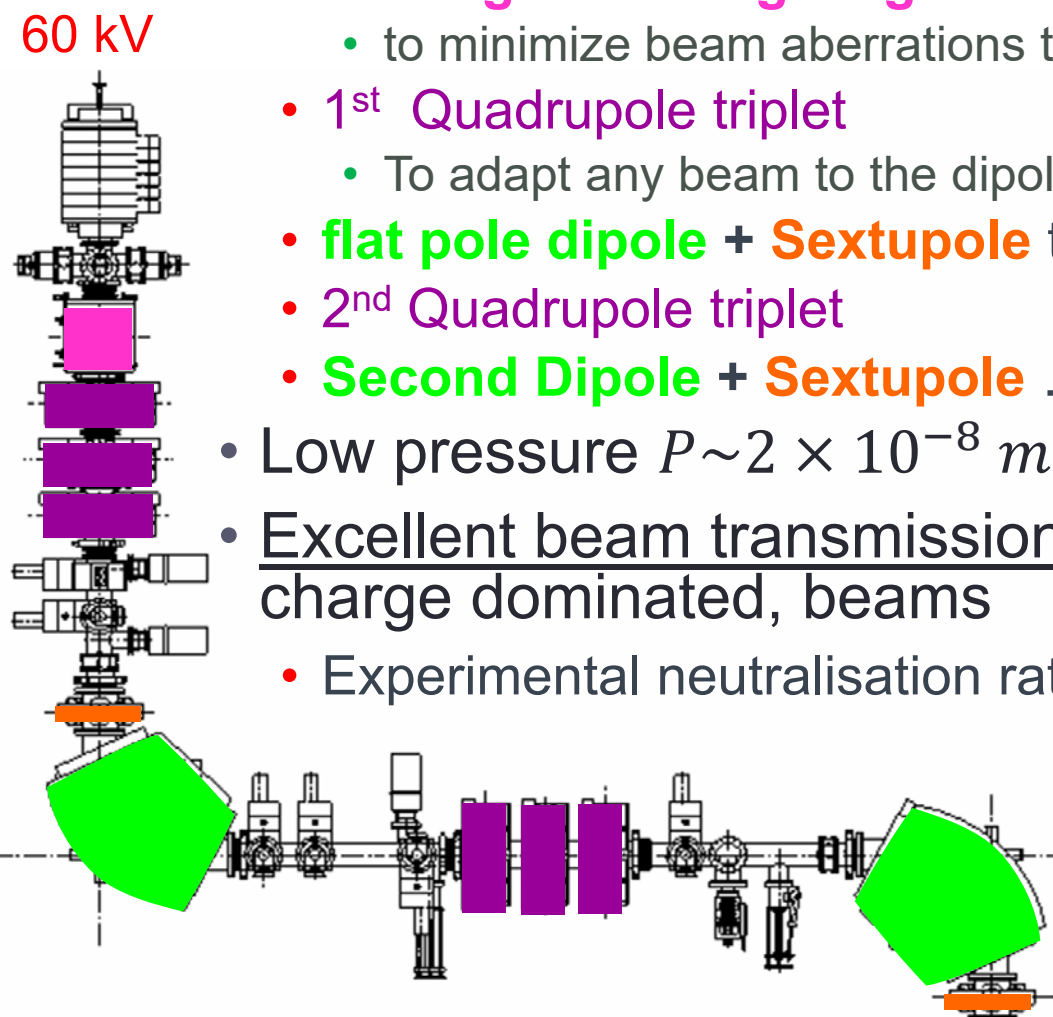 60 kV
• to minimize beam aberrations t
• 1st Quadrupole triplet
• To adapt any beam to the dipol
• flat pole dipole + Sextupole t
• 2nd Quadrupole triplet
• Second Dipole + Sextupole .
• Low pressure P~2 × 10⁻⁸ m
• Excellent beam transmission
charge dominated, beams
• Experimental neutralisation rat